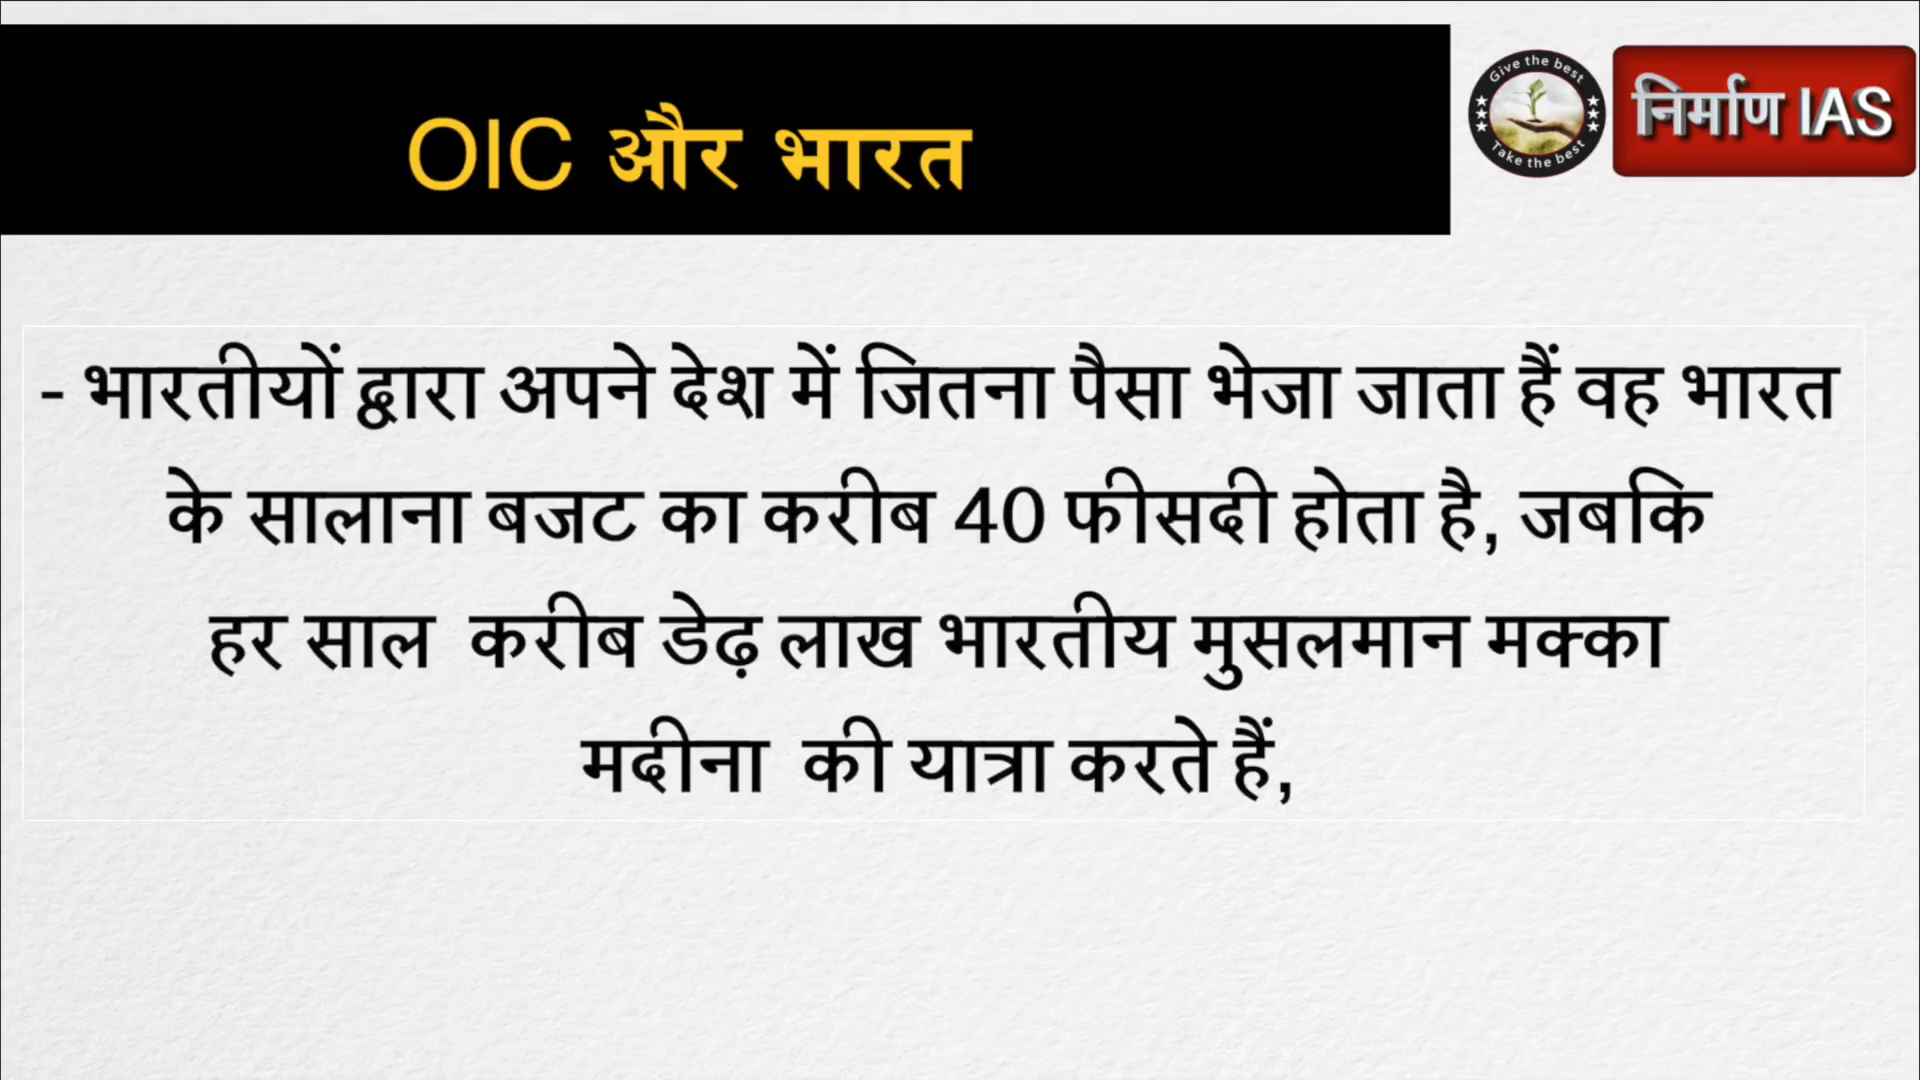 OIC और भारत
Give the best
Take the best
निर्माण IAS
- भारतीयों द्वारा अपने देश में जितना पैसा भेजा जाता हैं वह भारत
के सालाना बजट का करीब 40 फीसदी होता है, जबकि
हर साल करीब डेढ़ लाख भारतीय मुसलमान मक्का
मदीना की यात्रा करते हैं,